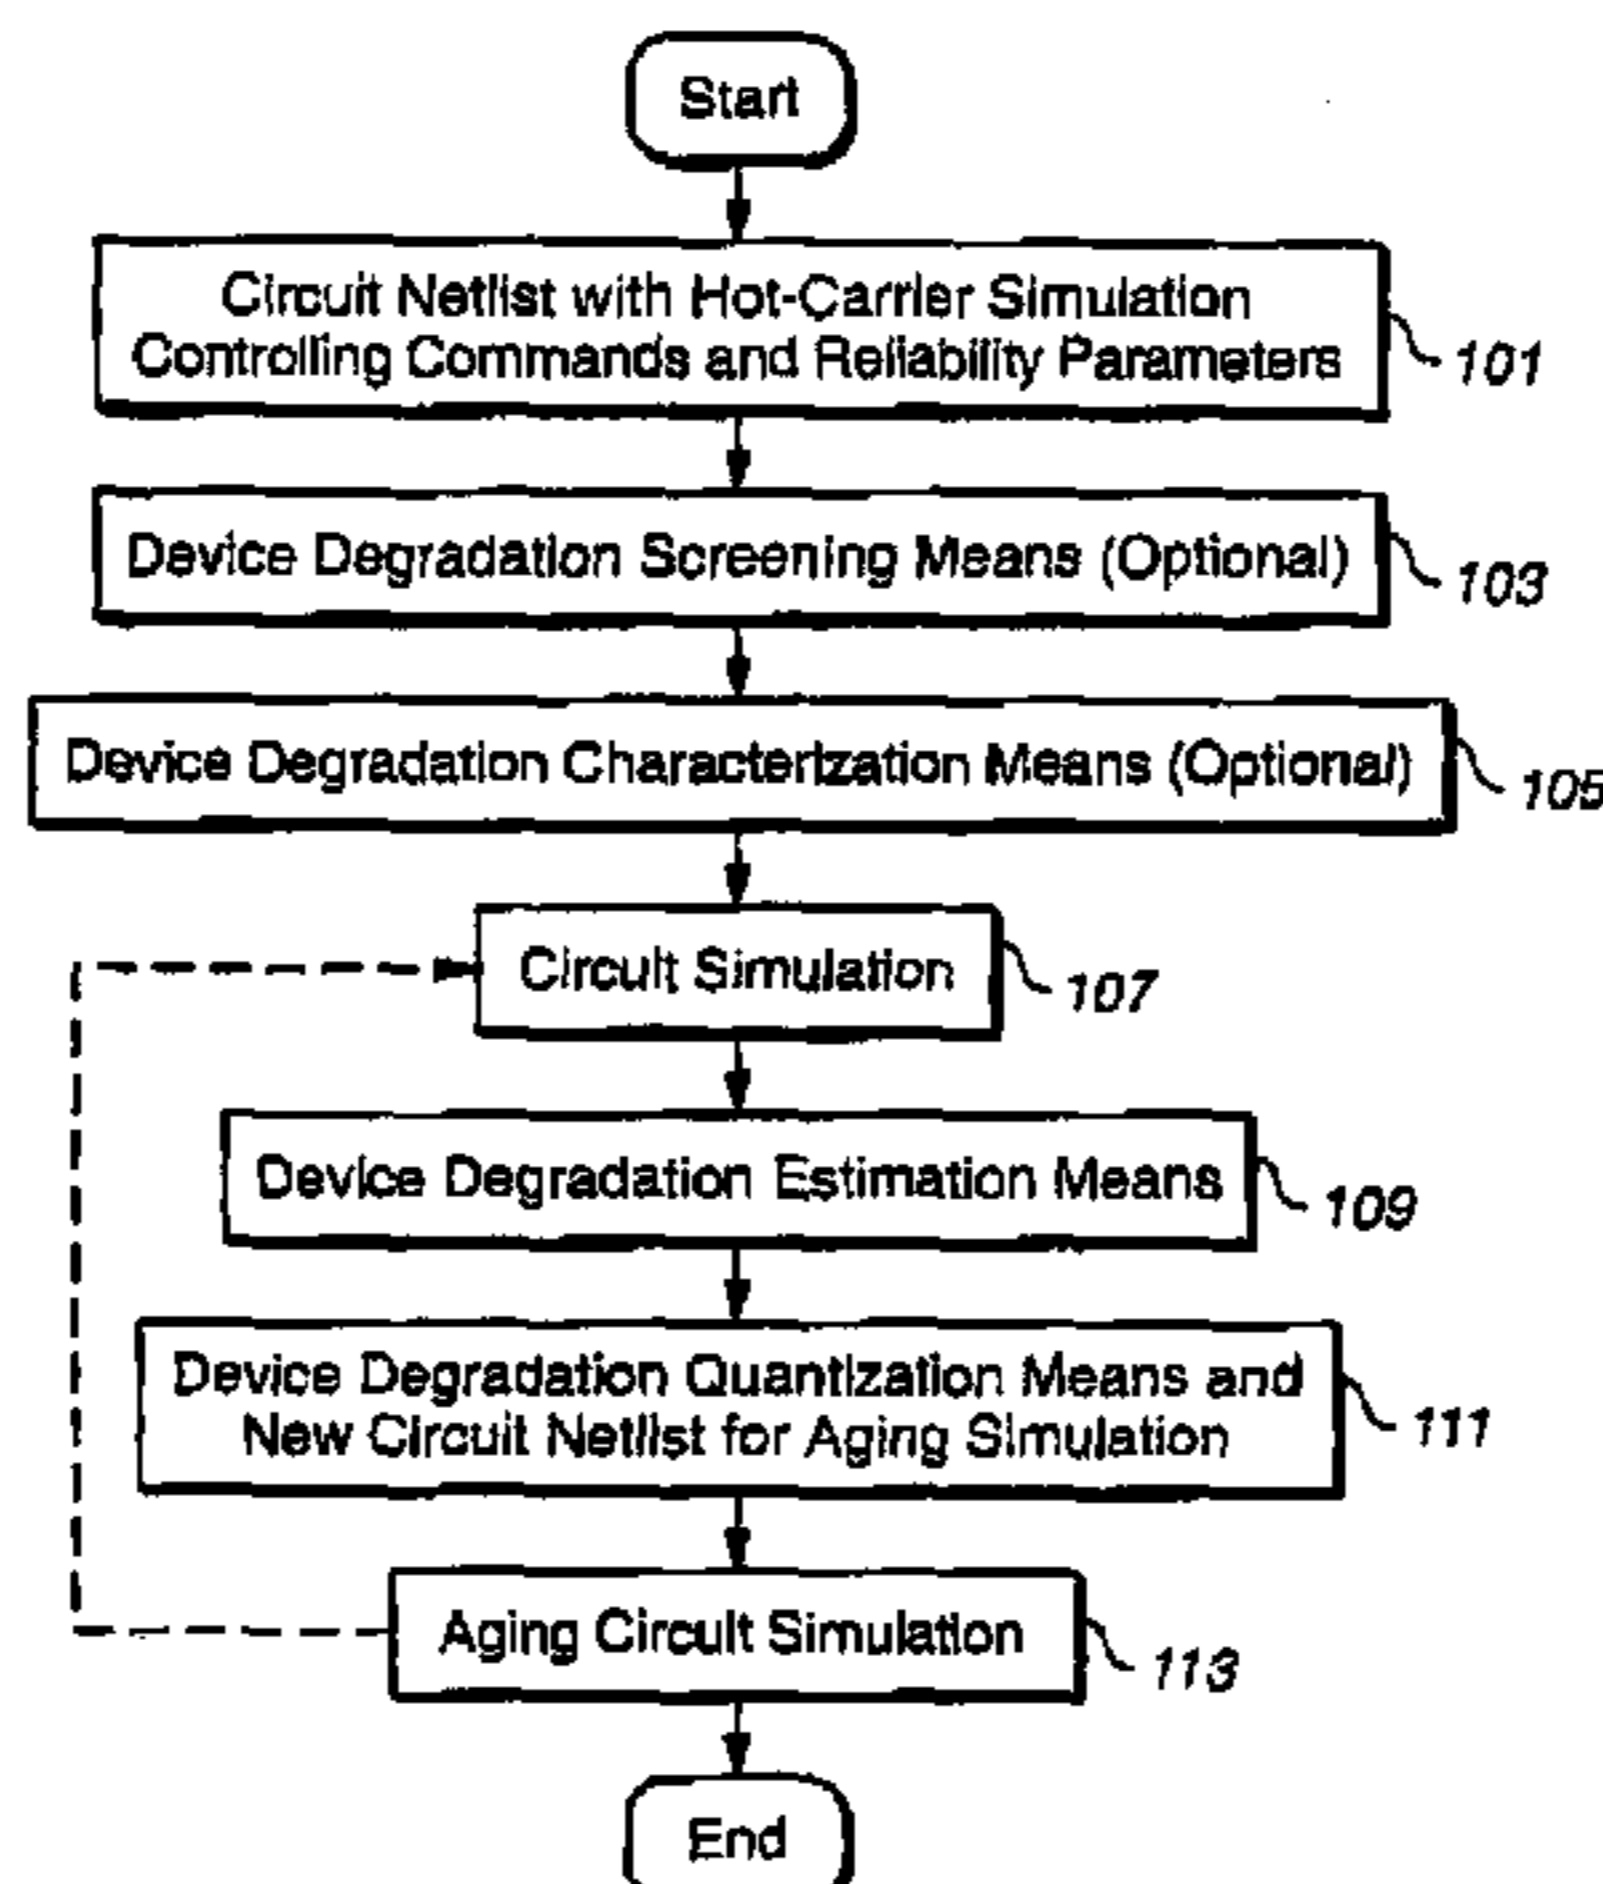 Start
Circuit Netlist with Hot-Carrier Simulation
Controlling Commands and Reliability Parameters
101
Device Degradation Screening Means (Optional)
103
Device Degradation Characterization Means (Optional)
105
Circuit Simulation
107
Device Degradation Estimation Means
109
Device Degradation Quantization Means and
New Circuit Netlist for Aging Simulation
111
Aging Circuit Simulation
113
End